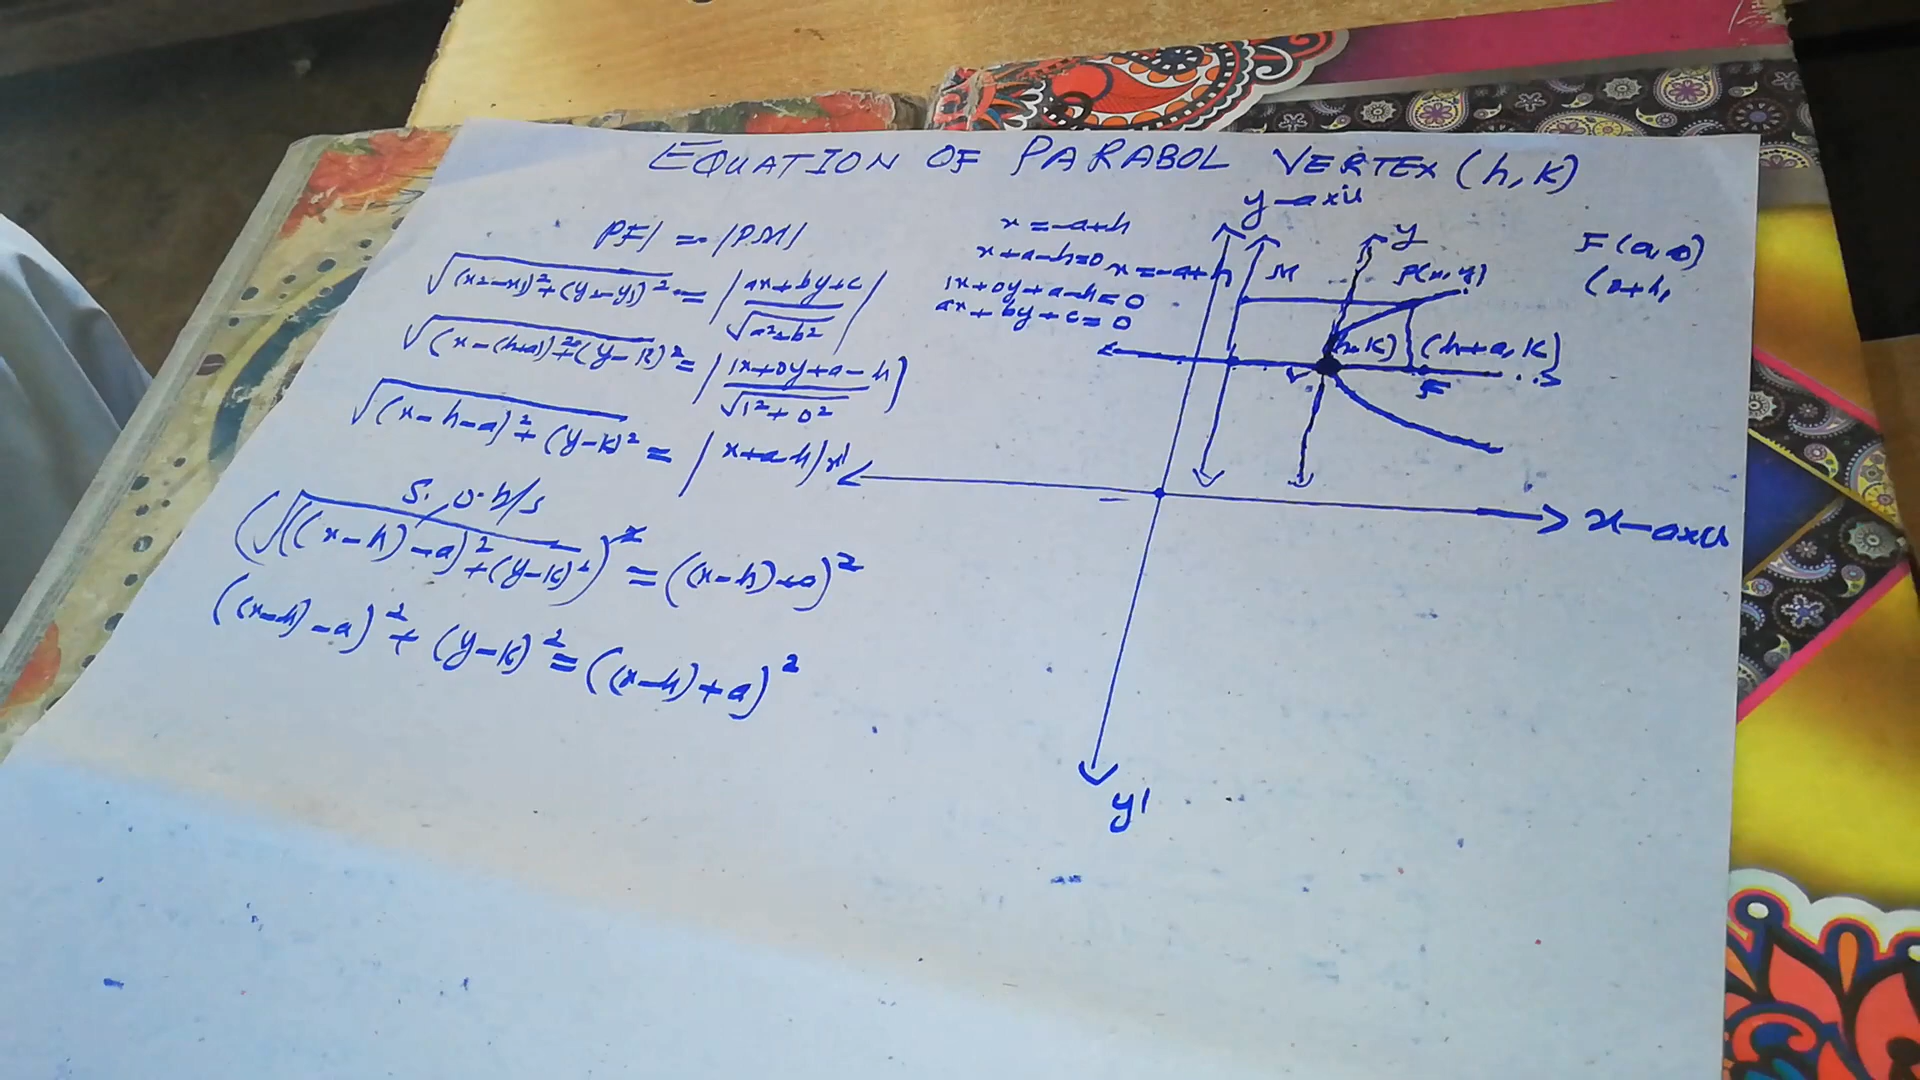 EQUATION OF PARABOL VERTEX (h, K)
PF| = |PM|
√(x₂-x₁)²+(y₂-y₁)² = |ax+by+c / √a²+b²|
√(x-(h+a))²+(y-k)² = |1x+0y+a-h / √1²+0²|
√(x-h-a)²+(y-k)² = |x+a-h|
S. O. b/s
(√((x-h)-a)²+(y-k)²)² = ((x-h)+a)²
((x-h)-a)²+(y-k)² = ((x-h)+a)²
x = -a+h
x+a-h=0
1x+0y+a-h=0
ax+by+c=0
y-axis
x=-a+h
M
y
P(x,y)
F(a,0)
(a+h,
(h,K)
(h+a, K)
V
F
x'
x-axis
y'